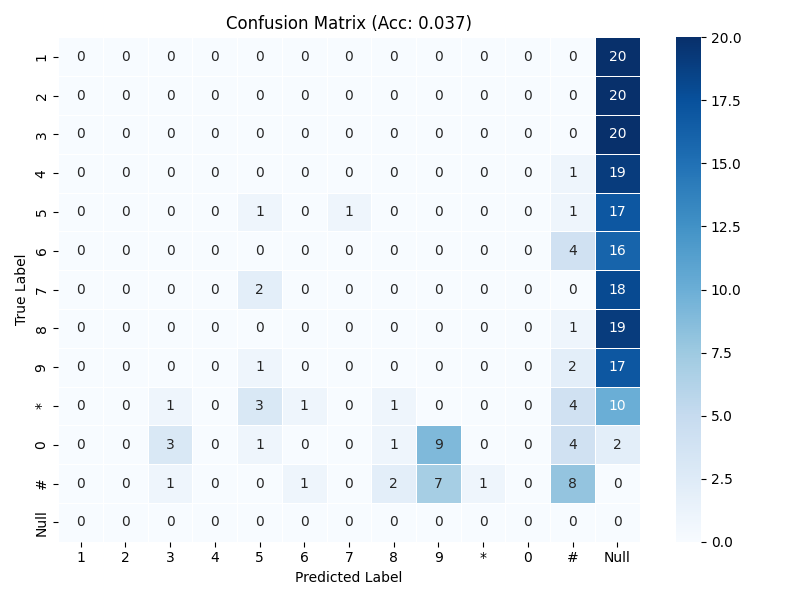 Confusion Matrix (Acc: 0.037)
1 0 0 0 0 0 0 0 0 0 0 0 0 20
2 0 0 0 0 0 0 0 0 0 0 0 0 20
3 0 0 0 0 0 0 0 0 0 0 0 0 20
4 0 0 0 0 0 0 0 0 0 0 0 1 19
5 0 0 0 0 1 0 1 0 0 0 0 1 17
6 0 0 0 0 0 0 0 0 0 0 0 4 16
7 0 0 0 0 2 0 0 0 0 0 0 0 18
8 0 0 0 0 0 0 0 0 0 0 0 1 19
9 0 0 0 0 1 0 0 0 0 0 0 2 17
* 0 0 1 0 3 1 0 1 0 0 0 4 10
0 0 0 3 0 1 0 0 1 9 0 0 4 2
# 0 0 1 0 0 1 0 2 7 1 0 8 0
Null 0 0 0 0 0 0 0 0 0 0 0 0 0
1 2 3 4 5 6 7 8 9 * 0 # Null
Predicted Label
True Label
20.0
17.5
15.0
12.5
10.0
7.5
5.0
2.5
0.0